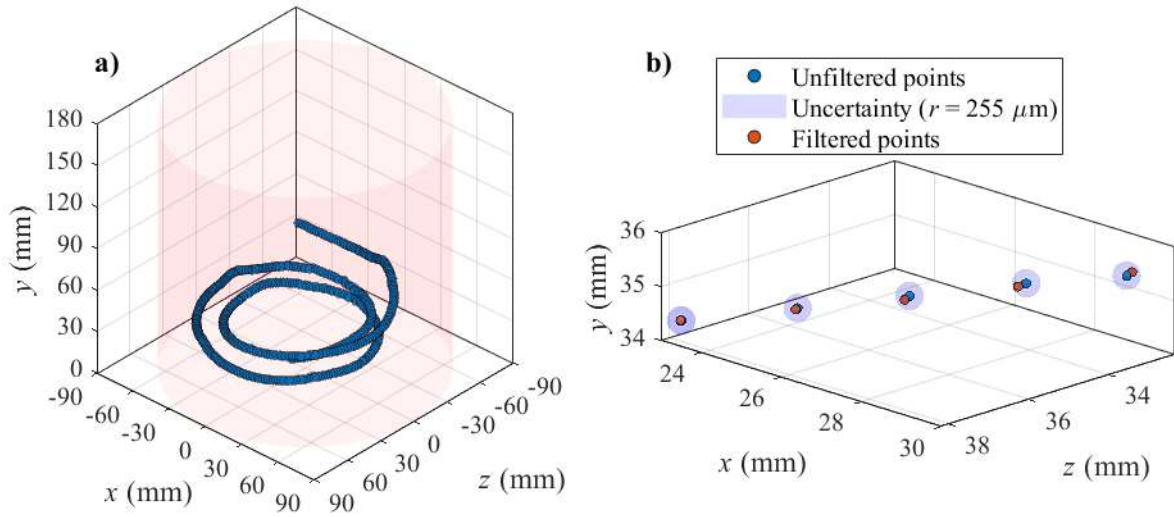 a)
180
150
120
90
60
30
0
y (mm)
-90
-60
-30
0
30
60
90
x (mm)
-90
-60
-30
0
30
60
90
z (mm)
b)
Unfiltered points
Uncertainty (r = 255 μm)
Filtered points
36
35
34
y (mm)
24
26
28
30
x (mm)
34
36
38
z (mm)